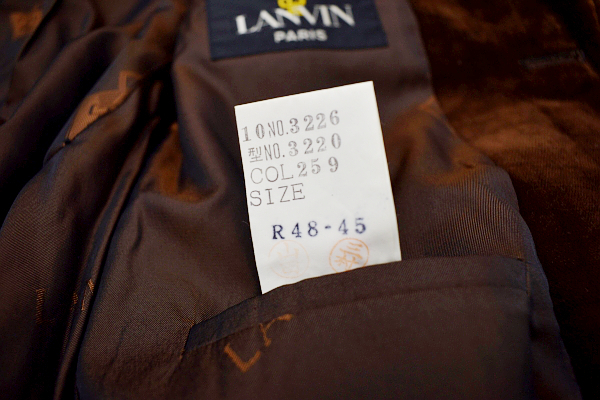 LANVIN
PARIS
10NO.3226
型NO.3220
COL259
SIZE
R48-45